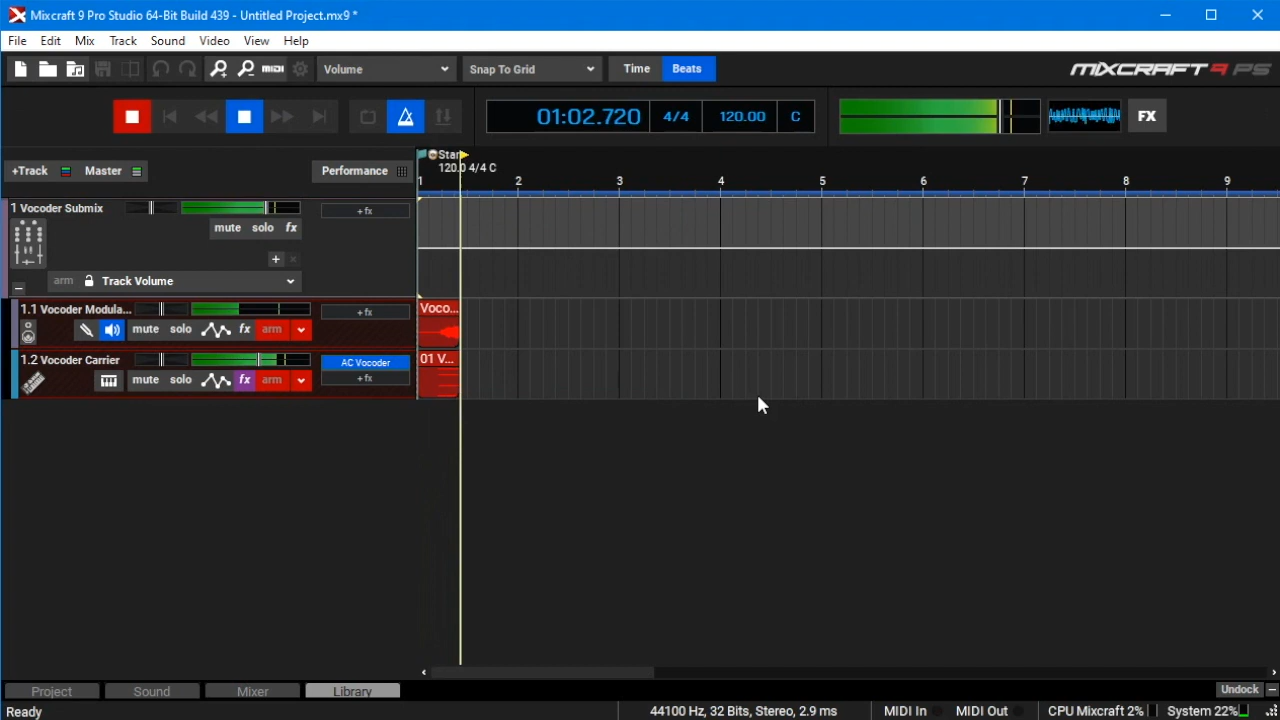 Mixcraft 9 Pro Studio 64-Bit Build 439 - Untitled Project.mx9 *
File Edit Mix Track Sound Video View Help
MIDI Volume Snap To Grid Time Beats MIXCRAFT 9 PS
01:02.720 4/4 120.00 C FX
+Track Master Performance
Start
120.0 4/4 C
1 2 3 4 5 6 7 8 9
1 Vocoder Submix +fx
mute solo fx
+ ×
arm Track Volume
1.1 Vocoder Modula... +fx Voco...
mute solo fx arm
1.2 Vocoder Carrier AC Vocoder 01 V...
mute solo fx arm +fx
Project Sound Mixer Library Undock
Ready 44100 Hz, 32 Bits, Stereo, 2.9 ms MIDI In MIDI Out CPU Mixcraft 2% System 22%